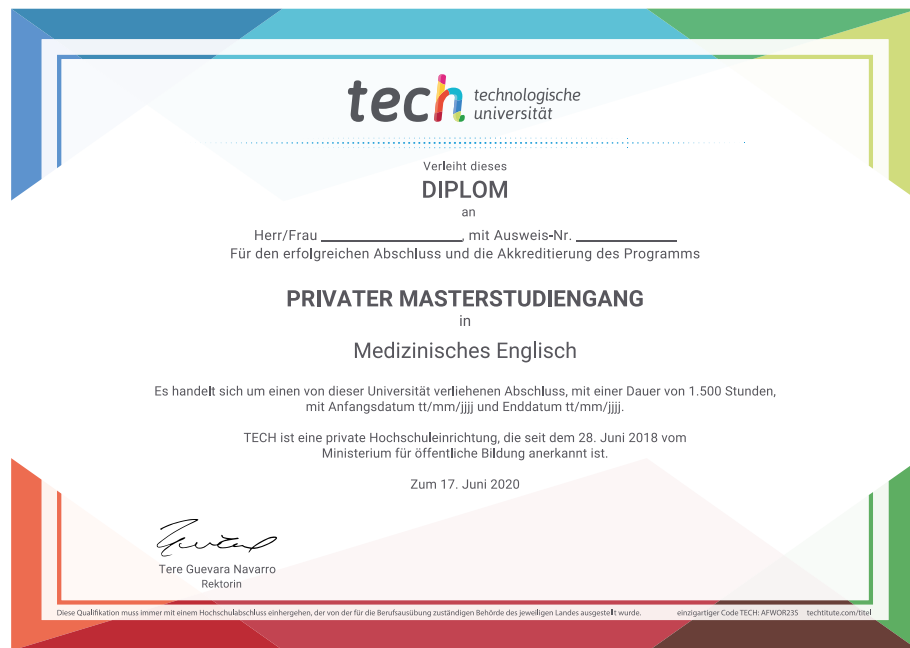 tech technologische
universität
Verleiht dieses
DIPLOM
an
Herr/Frau ____________________, mit Ausweis-Nr. ______________
Für den erfolgreichen Abschluss und die Akkreditierung des Programms
PRIVATER MASTERSTUDIENGANG
in
Medizinisches Englisch
Es handelt sich um einen von dieser Universität verliehenen Abschluss, mit einer Dauer von 1.500 Stunden,
mit Anfangsdatum tt/mm/jjjj und Enddatum tt/mm/jjjj.
TECH ist eine private Hochschuleinrichtung, die seit dem 28. Juni 2018 vom
Ministerium für öffentliche Bildung anerkannt ist.
Zum 17. Juni 2020
Tere Guevara Navarro
Rektorin
Diese Qualifikation muss immer mit einem Hochschulabschluss einhergehen, der von der für die Berufsausübung zuständigen Behörde des jeweiligen Landes ausgestellt wurde. einzigartiger Code TECH: AFWOR23S techtitute.com/titel